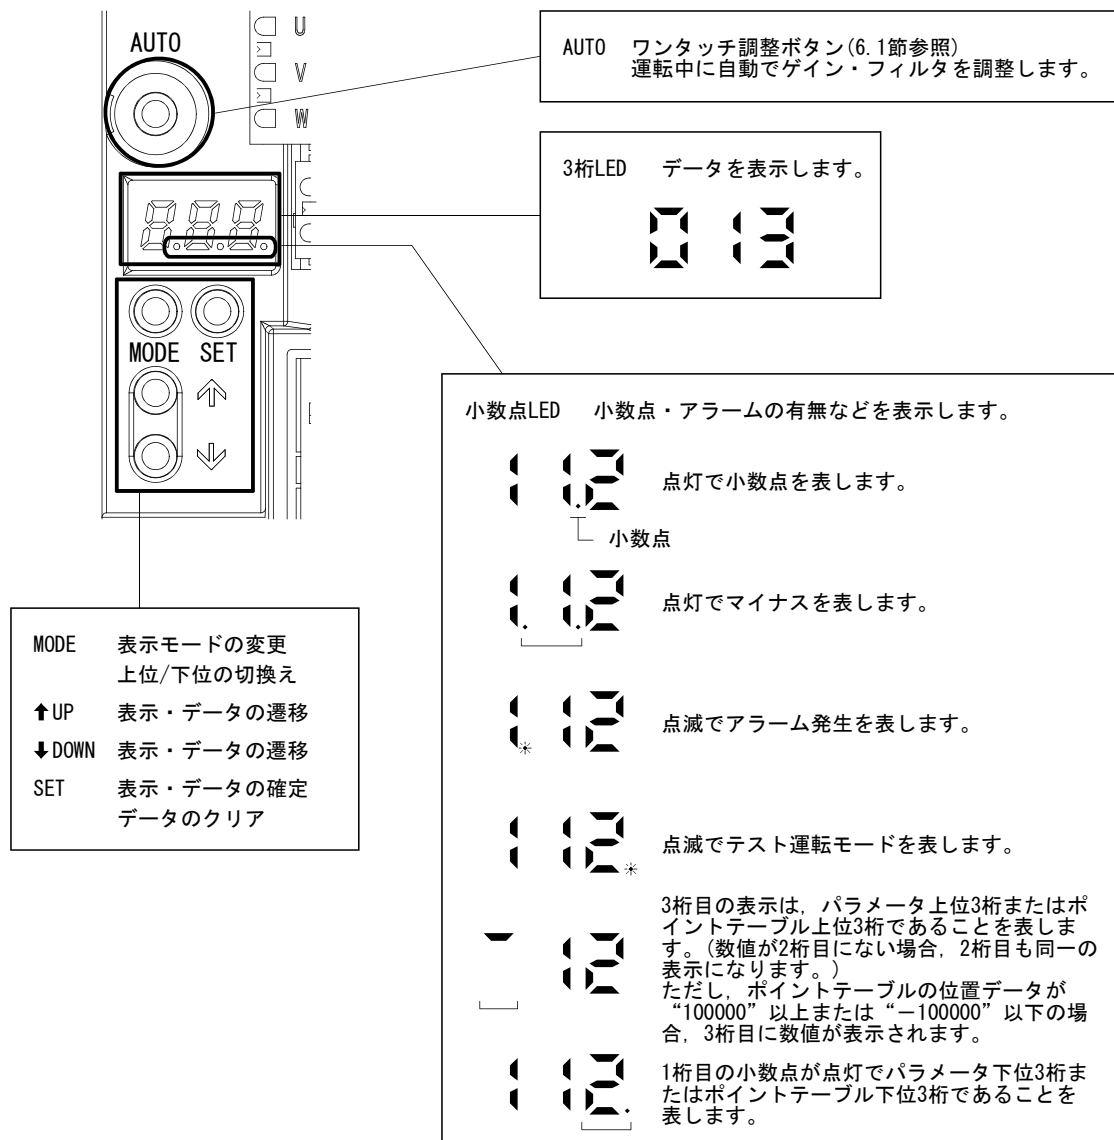 AUTO
U
V
W
MODE SET
AUTO ワンタッチ調整ボタン(6.1節参照)
運転中に自動でゲイン・フィルタを調整します。
3桁LED データを表示します。
013
小数点LED 小数点・アラームの有無などを表示します。
11.2 点灯で小数点を表します。
小数点
1.1.2 点灯でマイナスを表します。
1.12 点滅でアラーム発生を表します。
112. 点滅でテスト運転モードを表します。
3桁目の表示は，パラメータ上位3桁またはポ
イントテーブル上位3桁であることを表しま
す。(数値が2桁目にない場合，2桁目も同一の
表示になります。)
ただし，ポイントテーブルの位置データが
“100000”以上または“－100000”以下の場
合，3桁目に数値が表示されます。
¯12
112. 1桁目の小数点が点灯でパラメータ下位3桁ま
たはポイントテーブル下位3桁であることを
表します。
MODE 表示モードの変更
上位/下位の切換え
⬆UP 表示・データの遷移
⬇DOWN 表示・データの遷移
SET 表示・データの確定
データのクリア